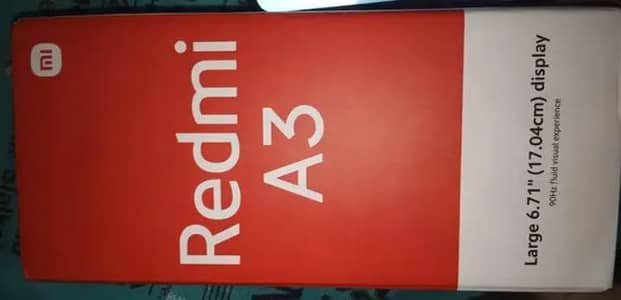 mi
Redmi
A3
Large 6.71" (17.04cm) display
90Hz fluid visual experience